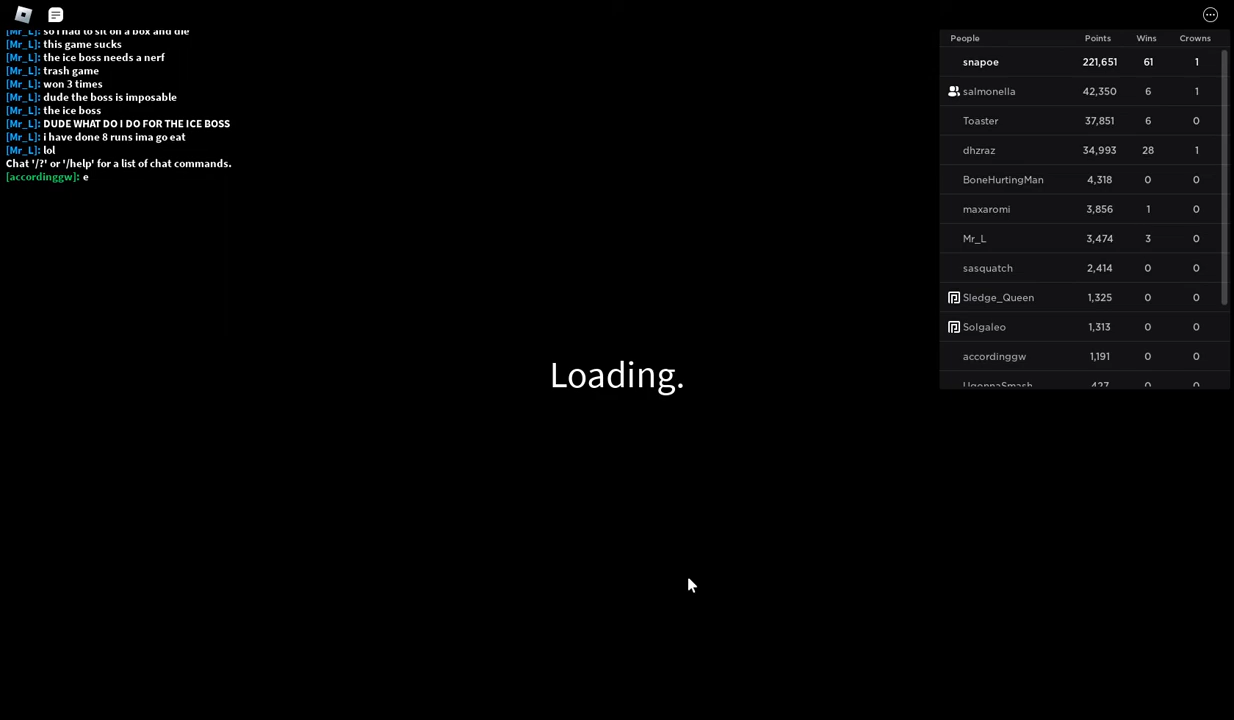 [Mr_L]: so i had to sit on a box and die
[Mr_L]: this game sucks
[Mr_L]: the ice boss needs a nerf
[Mr_L]: trash game
[Mr_L]: won 3 times
[Mr_L]: dude the boss is imposable
[Mr_L]: the ice boss
[Mr_L]: DUDE WHAT DO I DO FOR THE ICE BOSS
[Mr_L]: i have done 8 runs ima go eat
[Mr_L]: lol
Chat '/?' or '/help' for a list of chat commands.
[accordinggw]: e
Loading.
People Points Wins Crowns
snapoe 221,651 61 1
salmonella 42,350 6 1
Toaster 37,851 6 0
dhzraz 34,993 28 1
BoneHurtingMan 4,318 0 0
maxaromi 3,856 1 0
Mr_L 3,474 3 0
sasquatch 2,414 0 0
Sledge_Queen 1,325 0 0
Solgaleo 1,313 0 0
accordinggw 1,191 0 0
UgonnaSmash 427 0 0